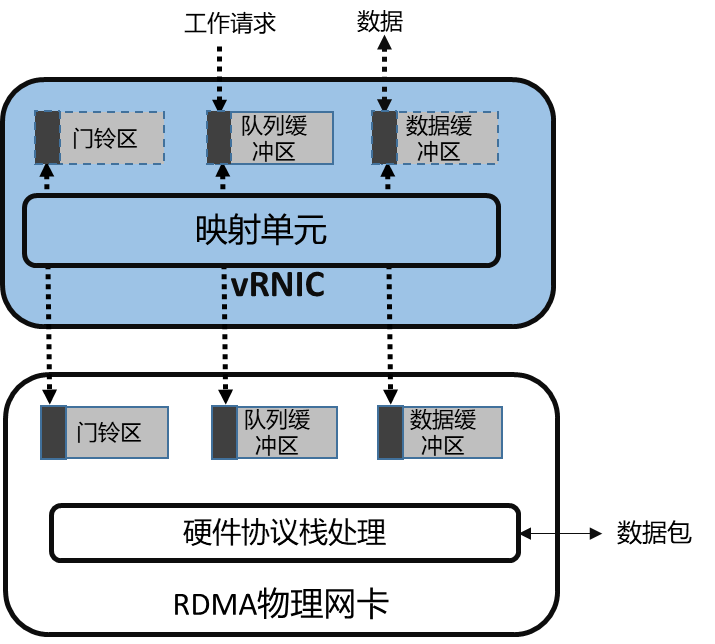 工作请求
数据
门铃区
队列缓
冲区
数据缓
冲区
映射单元
vRNIC
门铃区
队列缓
冲区
数据缓
冲区
硬件协议栈处理
数据包
RDMA物理网卡